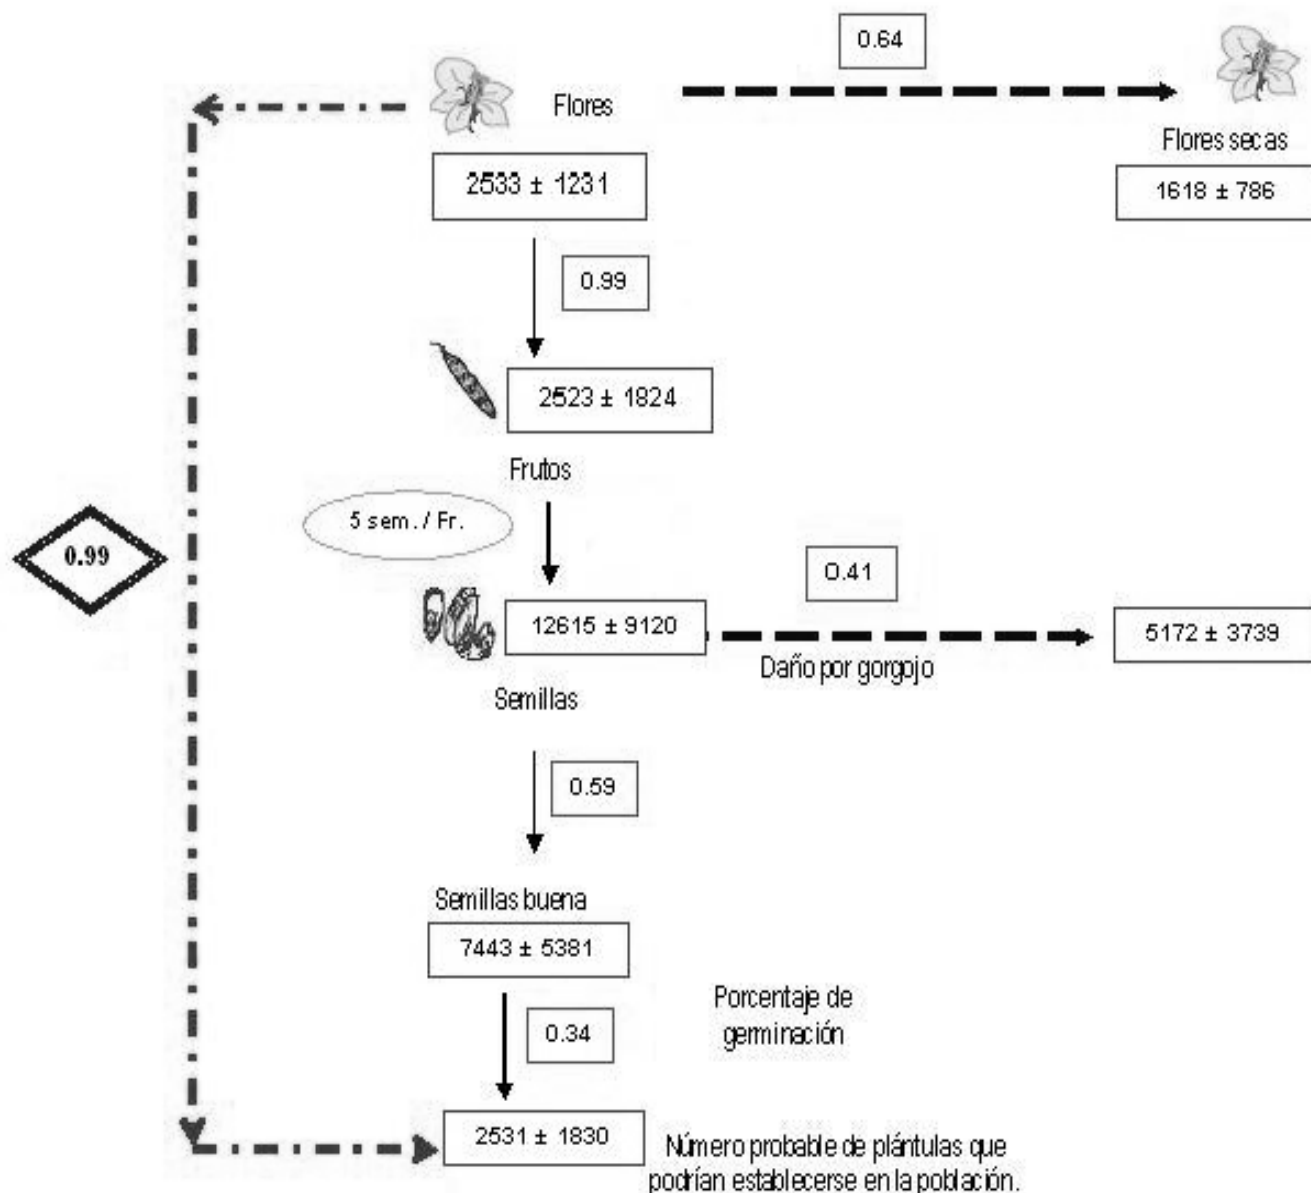 0.64
Flores
Flores secas
2533 ± 1231
1618 ± 786
0.99
2523 ± 1824
Frutos
5 sem. / Fr.
0.99
0.41
12615 ± 9120
5172 ± 3739
Daño por gorgojo
Semillas
0.59
Semillas buena
7443 ± 5381
Porcentaje de
germinación
0.34
2531 ± 1830
Número probable de plántulas que
podrían establecerse en la población.